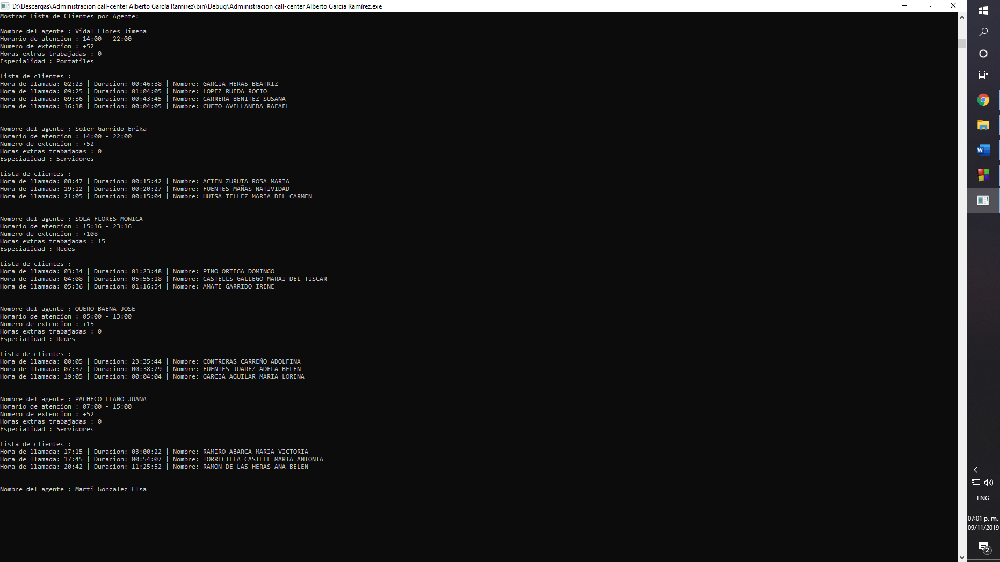 D:\Descargas\Administracion call-center Alberto García Ramírez\bin\Debug\Administracion call-center Alberto García Ramírez.exe
Mostrar Lista de Clientes por Agente:
Nombre del agente : Vidal Flores Jimena
Horario de atencion : 14:00 - 22:00
Numero de extencion : +52
Horas extras trabajadas : 0
Especialidad : Portatiles
Lista de clientes :
Hora de llamada: 02:23 | Duracion: 00:46:38 | Nombre: GARCIA HERAS BEATRIZ
Hora de llamada: 09:25 | Duracion: 01:04:05 | Nombre: LOPEZ RUEDA ROCIO
Hora de llamada: 09:36 | Duracion: 00:43:45 | Nombre: CARRERA BENITEZ SUSANA
Hora de llamada: 16:18 | Duracion: 00:04:05 | Nombre: CUETO AVELLANEDA RAFAEL
Nombre del agente : Soler Garrido Erika
Horario de atencion : 14:00 - 22:00
Numero de extencion : +52
Horas extras trabajadas : 0
Especialidad : Servidores
Lista de clientes :
Hora de llamada: 08:47 | Duracion: 00:15:42 | Nombre: ACIEN ZURUTA ROSA MARIA
Hora de llamada: 19:12 | Duracion: 00:20:27 | Nombre: FUENTES MAÑAS NATIVIDAD
Hora de llamada: 21:05 | Duracion: 00:15:04 | Nombre: HUISA TELLEZ MARIA DEL CARMEN
Nombre del agente : SOLA FLORES MONICA
Horario de atencion : 15:16 - 23:16
Numero de extencion : +108
Horas extras trabajadas : 15
Especialidad : Redes
Lista de clientes :
Hora de llamada: 03:34 | Duracion: 01:23:48 | Nombre: PINO ORTEGA DOMINGO
Hora de llamada: 04:08 | Duracion: 05:55:18 | Nombre: CASTELLS GALLEGO MARAI DEL TISCAR
Hora de llamada: 05:36 | Duracion: 01:16:54 | Nombre: AMATE GARRIDO IRENE
Nombre del agente : QUERO BAENA JOSE
Horario de atencion : 05:00 - 13:00
Numero de extencion : +15
Horas extras trabajadas : 0
Especialidad : Redes
Lista de clientes :
Hora de llamada: 00:05 | Duracion: 23:35:44 | Nombre: CONTRERAS CARREÑO ADOLFINA
Hora de llamada: 07:37 | Duracion: 00:38:29 | Nombre: FUENTES JUAREZ ADELA BELEN
Hora de llamada: 19:05 | Duracion: 00:04:04 | Nombre: GARCIA AGUILAR MARIA LORENA
Nombre del agente : PACHECO LLANO JUANA
Horario de atencion : 07:00 - 15:00
Numero de extencion : +52
Horas extras trabajadas : 0
Especialidad : Servidores
Lista de clientes :
Hora de llamada: 17:15 | Duracion: 03:00:22 | Nombre: RAMIRO ABARCA MARIA VICTORIA
Hora de llamada: 17:45 | Duracion: 00:54:07 | Nombre: TORRECILLA CASTELL MARIA ANTONIA
Hora de llamada: 20:42 | Duracion: 11:25:52 | Nombre: RAMON DE LAS HERAS ANA BELEN
Nombre del agente : Marti Gonzalez Elsa
W
ENG
07:01 p. m.
09/11/2019
2